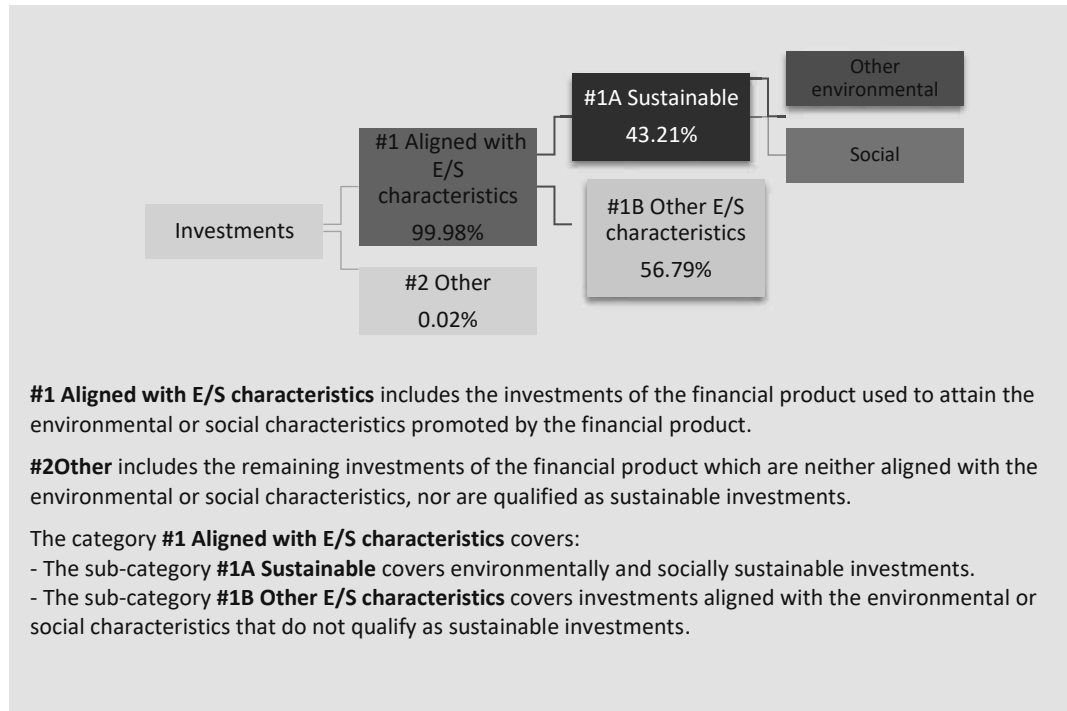 Investments
#1 Aligned with
E/S
characteristics
99.98%
#2 Other
0.02%
#1A Sustainable
43.21%
#1B Other E/S
characteristics
56.79%
Other
environmental
Social
#1 Aligned with E/S characteristics includes the investments of the financial product used to attain the
environmental or social characteristics promoted by the financial product.
#2Other includes the remaining investments of the financial product which are neither aligned with the
environmental or social characteristics, nor are qualified as sustainable investments.
The category #1 Aligned with E/S characteristics covers:
- The sub-category #1A Sustainable covers environmentally and socially sustainable investments.
- The sub-category #1B Other E/S characteristics covers investments aligned with the environmental or
social characteristics that do not qualify as sustainable investments.